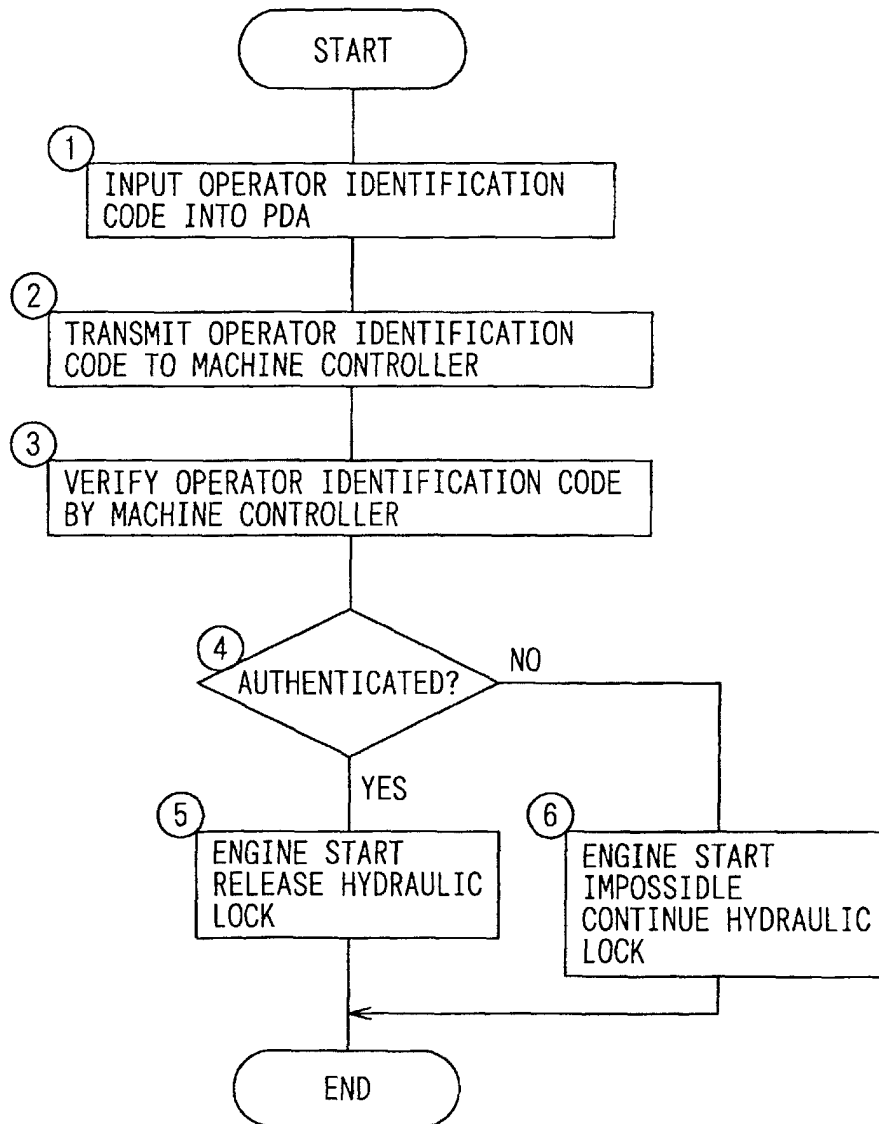 START
1
INPUT OPERATOR IDENTIFICATION
CODE INTO PDA
2
TRANSMIT OPERATOR IDENTIFICATION
CODE TO MACHINE CONTROLLER
3
VERIFY OPERATOR IDENTIFICATION CODE
BY MACHINE CONTROLLER
4
AUTHENTICATED?
NO
YES
5
ENGINE START
RELEASE HYDRAULIC
LOCK
6
ENGINE START
IMPOSSIDLE
CONTINUE HYDRAULIC
LOCK
END